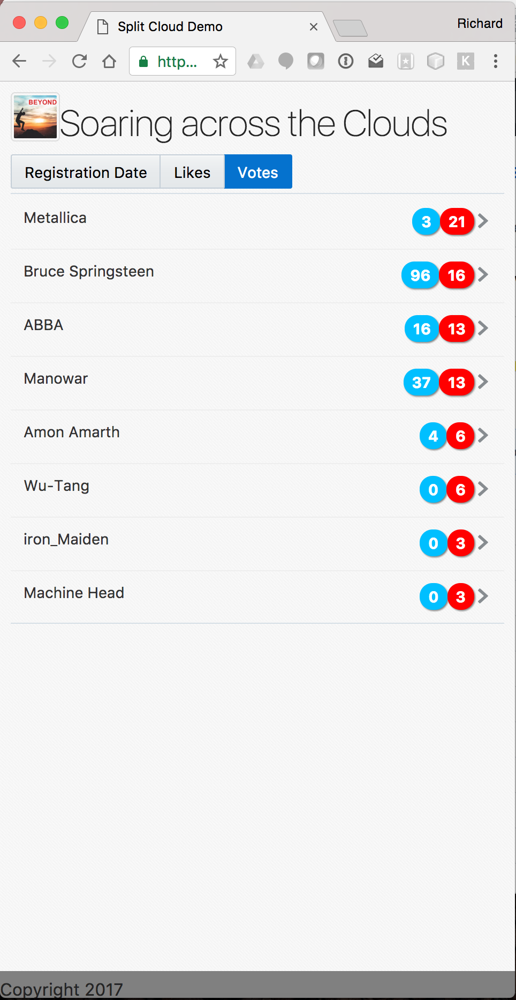 Split Cloud Demo
Richard
http...
K
BEYOND
Soaring across the Clouds
Registration Date Likes Votes
Metallica 3 21
Bruce Springsteen 96 16
ABBA 16 13
Manowar 37 13
Amon Amarth 4 6
Wu-Tang 0 6
iron_Maiden 0 3
Machine Head 0 3
Copyright 2017